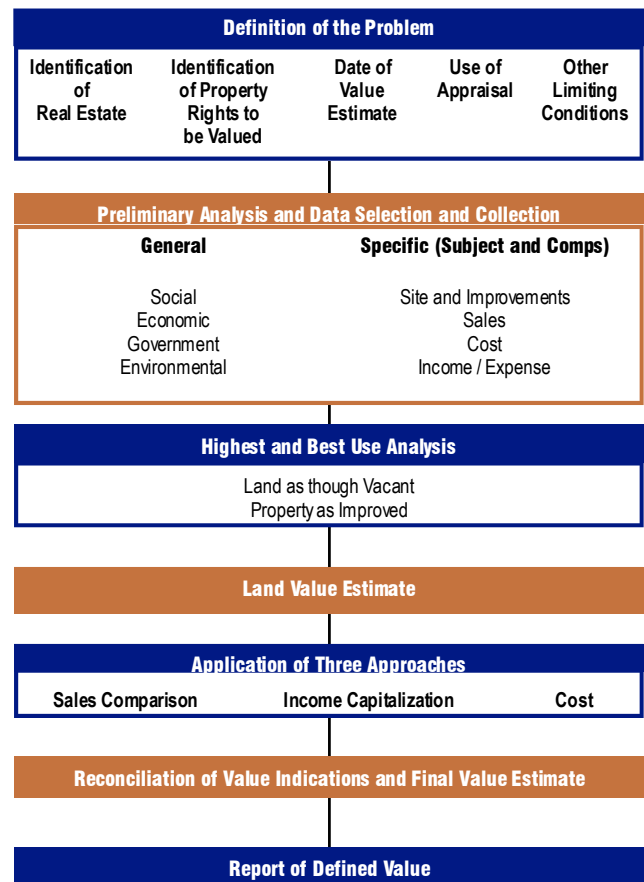 Definition of the Problem
Identification
of
Real Estate
Identification
of Property
Rights to
be Valued
Date of
Value
Estimate
Use of
Appraisal
Other
Limiting
Conditions
Preliminary Analysis and Data Selection and Collection
General
Social
Economic
Government
Environmental
Specific (Subject and Comps)
Site and Improvements
Sales
Cost
Income / Expense
Highest and Best Use Analysis
Land as though Vacant
Property as Improved
Land Value Estimate
Application of Three Approaches
Sales Comparison
Income Capitalization
Cost
Reconciliation of Value Indications and Final Value Estimate
Report of Defined Value